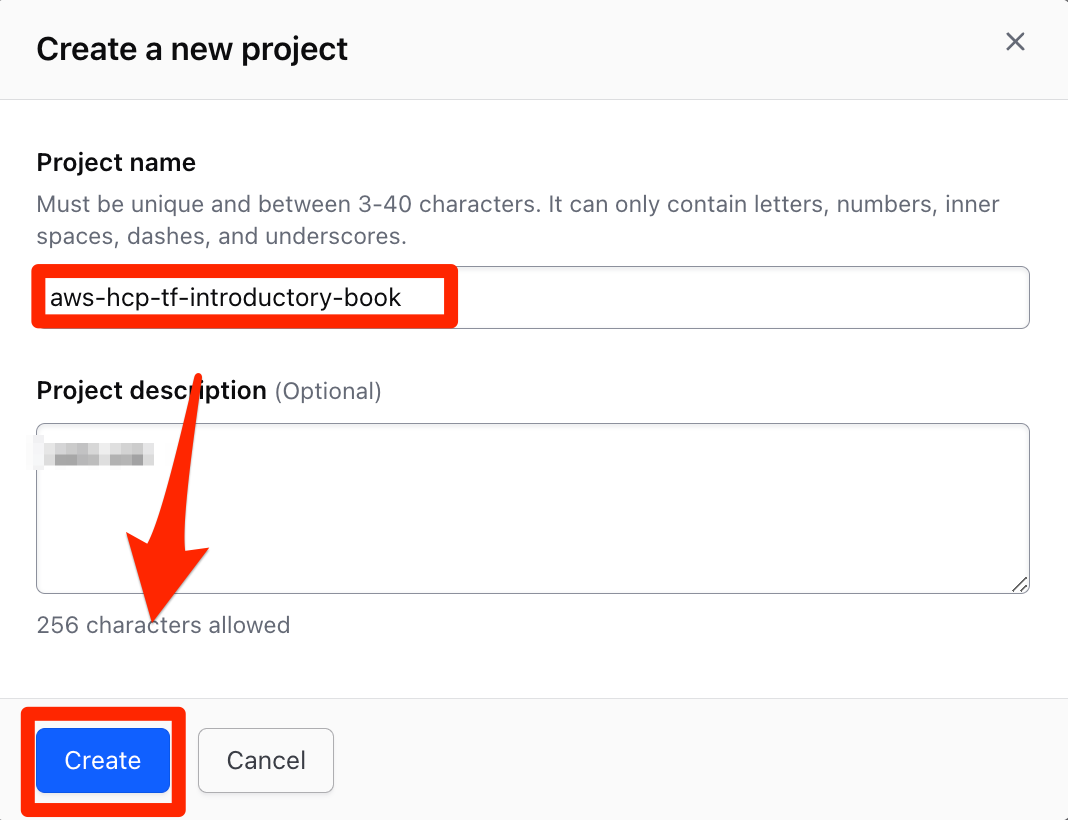 Create a new project
Project name
Must be unique and between 3-40 characters. It can only contain letters, numbers, inner
spaces, dashes, and underscores.
aws-hcp-tf-introductory-book
Project description (Optional)
256 characters allowed
Create Cancel